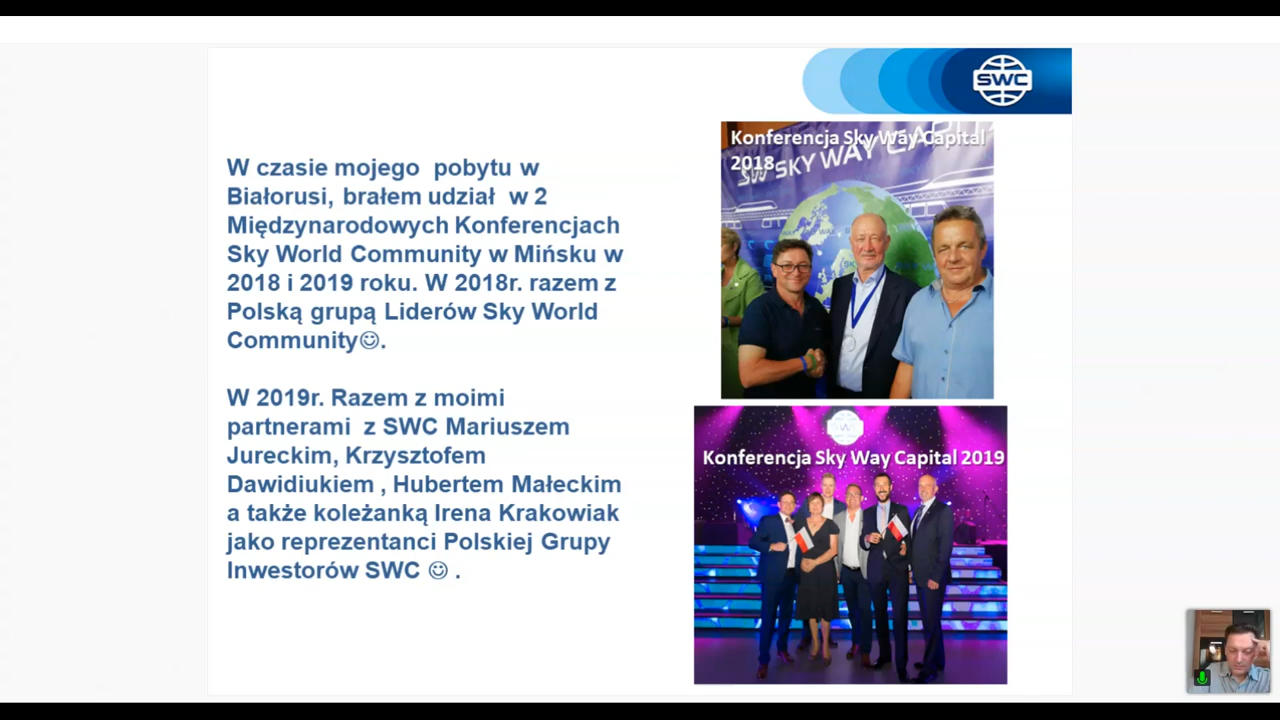 SWC
W czasie mojego pobytu w
Białorusi, brałem udział w 2
Międzynarodowych Konferencjach
Sky World Community w Mińsku w
2018 i 2019 roku. W 2018r. razem z
Polską grupą Liderów Sky World
Community☺.
W 2019r. Razem z moimi
partnerami z SWC Mariuszem
Jureckim, Krzysztofem
Dawidiukiem , Hubertem Małeckim
a także koleżanką Irena Krakowiak
jako reprezentanci Polskiej Grupy
Inwestorów SWC ☺ .
Konferencja Sky Way Capital
2018
SW SKY WAY CAPIT
Konferencja Sky Way Capital 2019